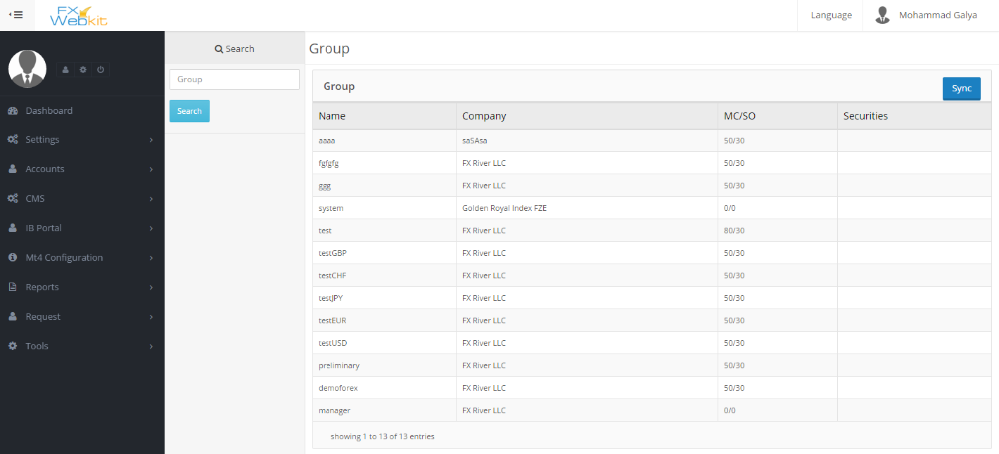 FX
Webkit
Language
Mohammad Galya
Dashboard
Settings
Accounts
CMS
IB Portal
Mt4 Configuration
Reports
Request
Tools
Search
Group
Search
Group
Group
Sync
Name Company MC/SO Securities
aaaa saSAsa 50/30
fgfgfg FX River LLC 50/30
ggg FX River LLC 50/30
system Golden Royal Index FZE 0/0
test FX River LLC 80/30
testGBP FX River LLC 50/30
testCHF FX River LLC 50/30
testJPY FX River LLC 50/30
testEUR FX River LLC 50/30
testUSD FX River LLC 50/30
preliminary FX River LLC 50/30
demoforex FX River LLC 50/30
manager FX River LLC 0/0
showing 1 to 13 of 13 entries